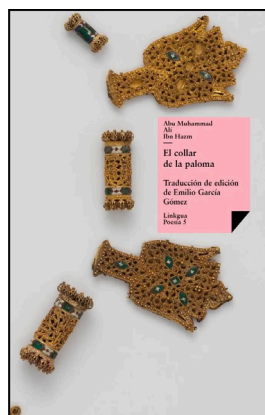 Abu Muhammad
Ali
Ibn Hazm
El collar
de la paloma
Traducción de edición
de Emilio García
Gómez
Linkgua
Poesía 5